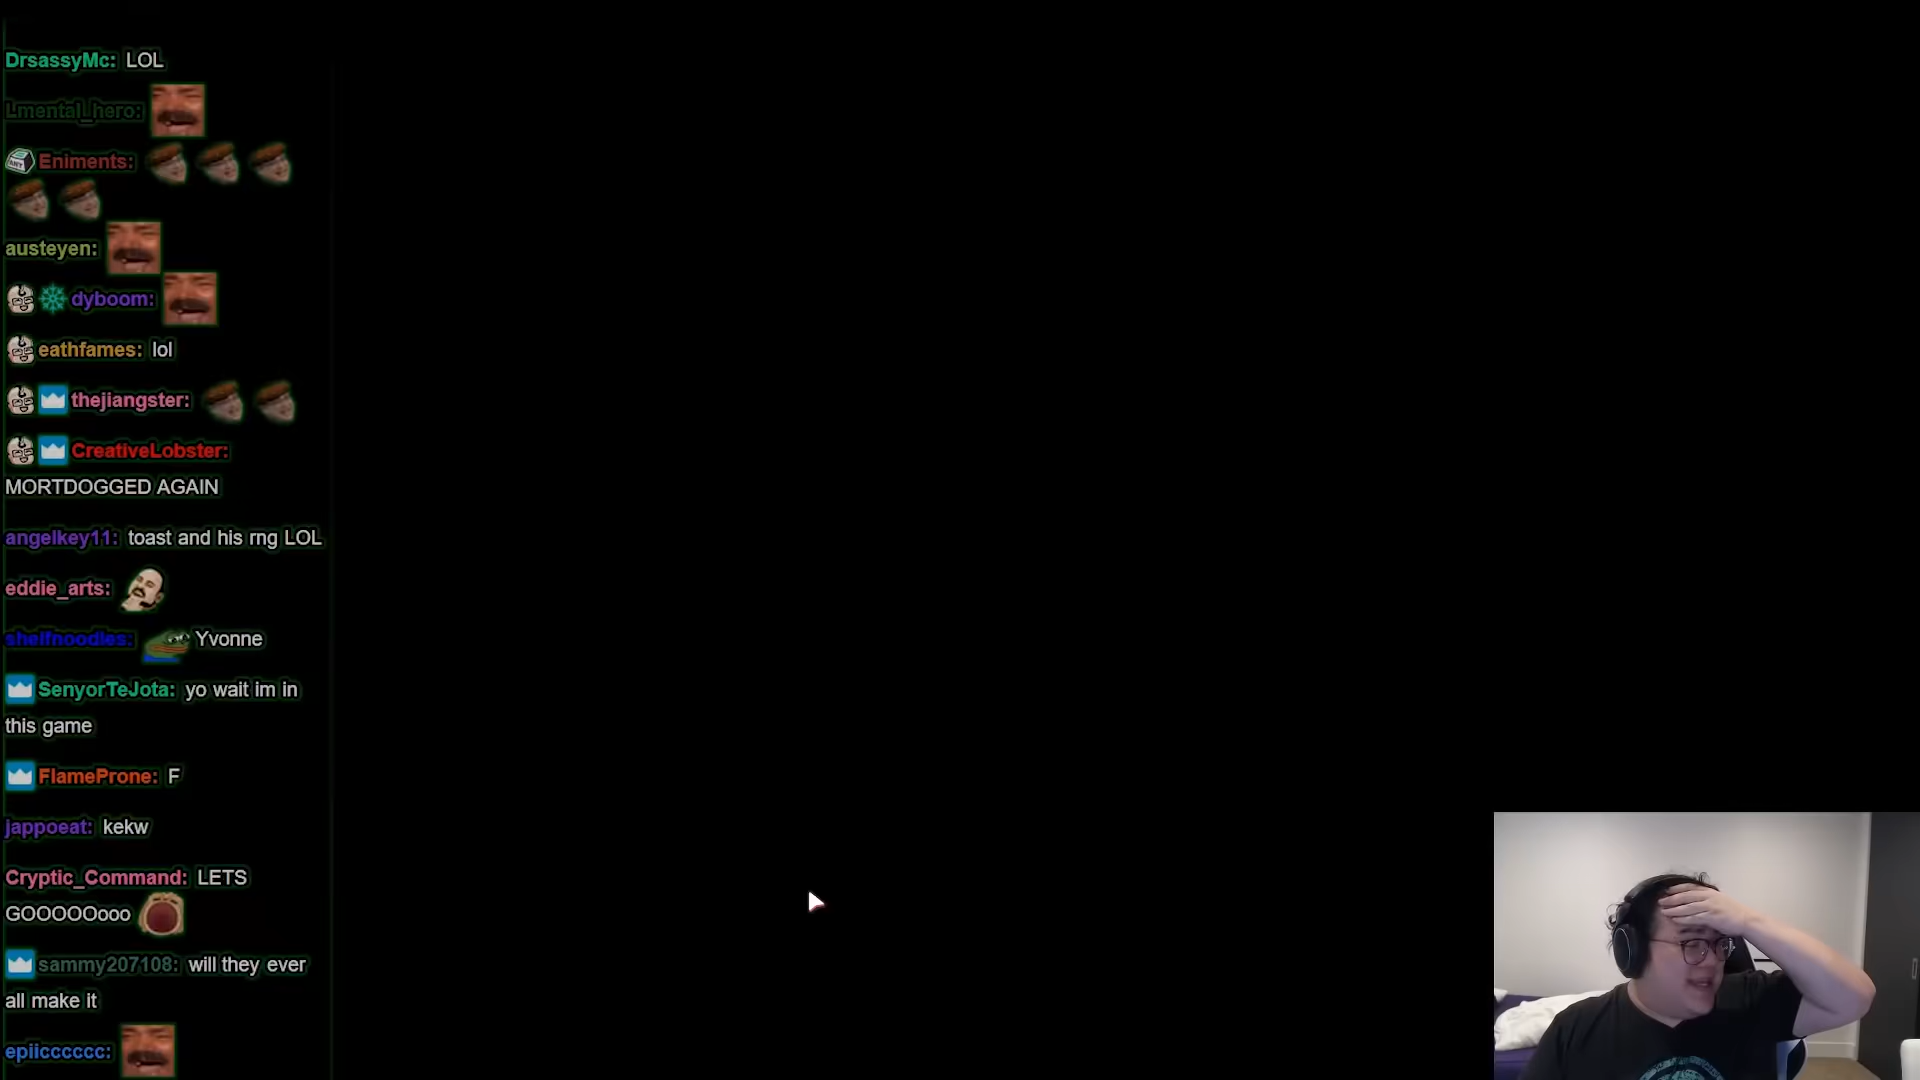 DrsassyMc: LOL
Lmental_hero:
Eniments:
austeyen:
dyboom:
eathfames: lol
thejiangster:
CreativeLobster:
MORTDOGGED AGAIN
angelkey11: toast and his rng LOL
eddie_arts:
shelfnoodles: Yvonne
SenyorTeJota: yo wait im in
this game
FlameProne: F
jappoeat: kekw
Cryptic_Command: LETS
GOOOOOooo
sammy207108: will they ever
all make it
epiicccccc: